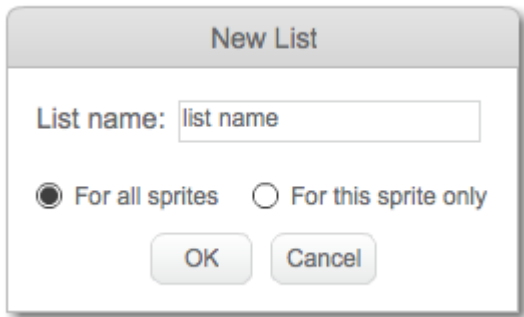 New List
List name: list name
For all sprites For this sprite only
OK Cancel